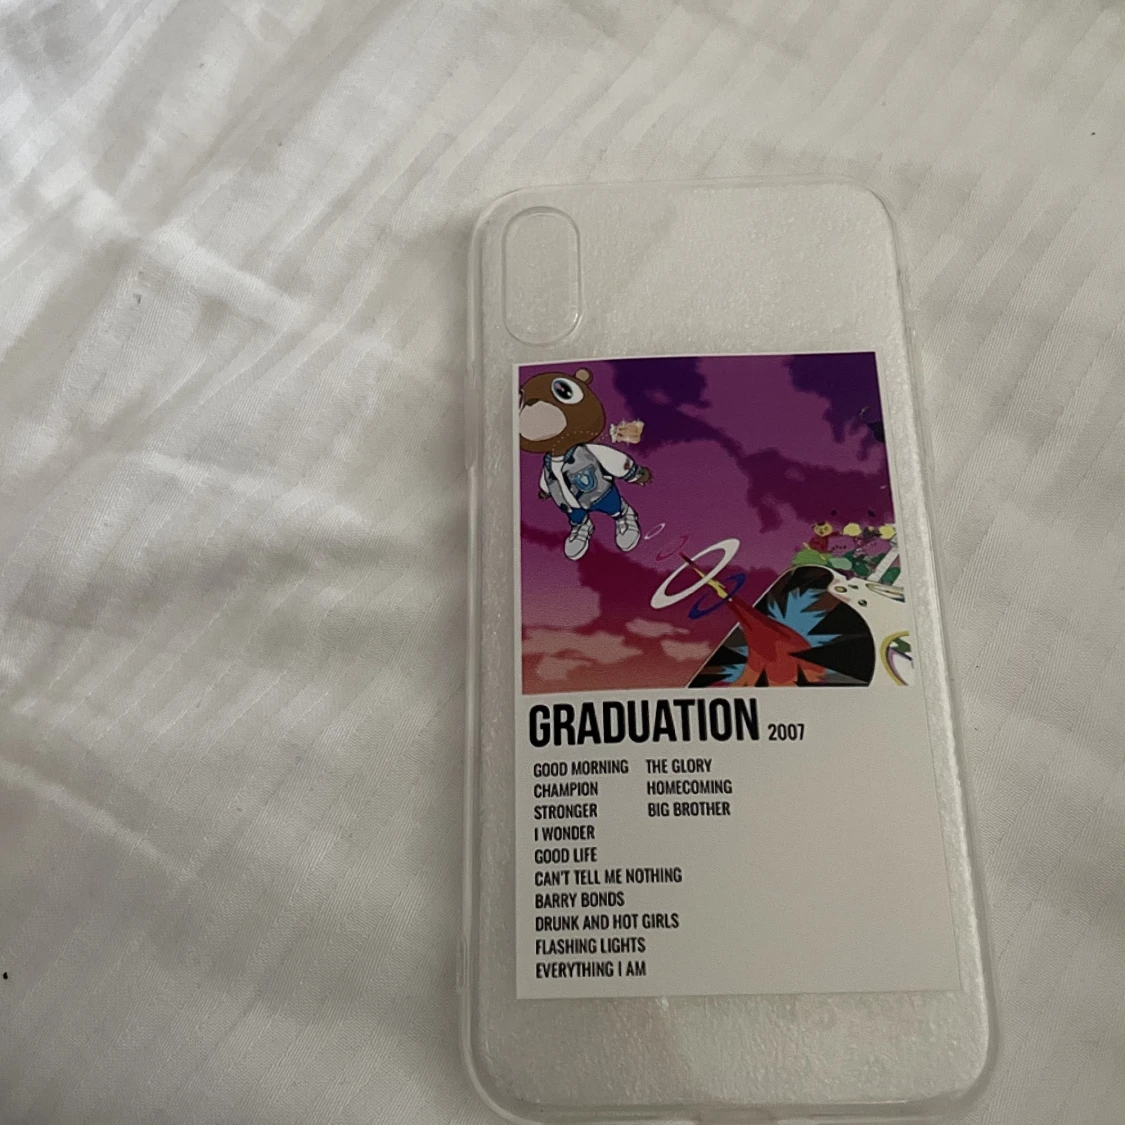 GRADUATION 2007
GOOD MORNING
CHAMPION
STRONGER
I WONDER
GOOD LIFE
CAN'T TELL ME NOTHING
BARRY BONDS
DRUNK AND HOT GIRLS
FLASHING LIGHTS
EVERYTHING I AM
THE GLORY
HOMECOMING
BIG BROTHER